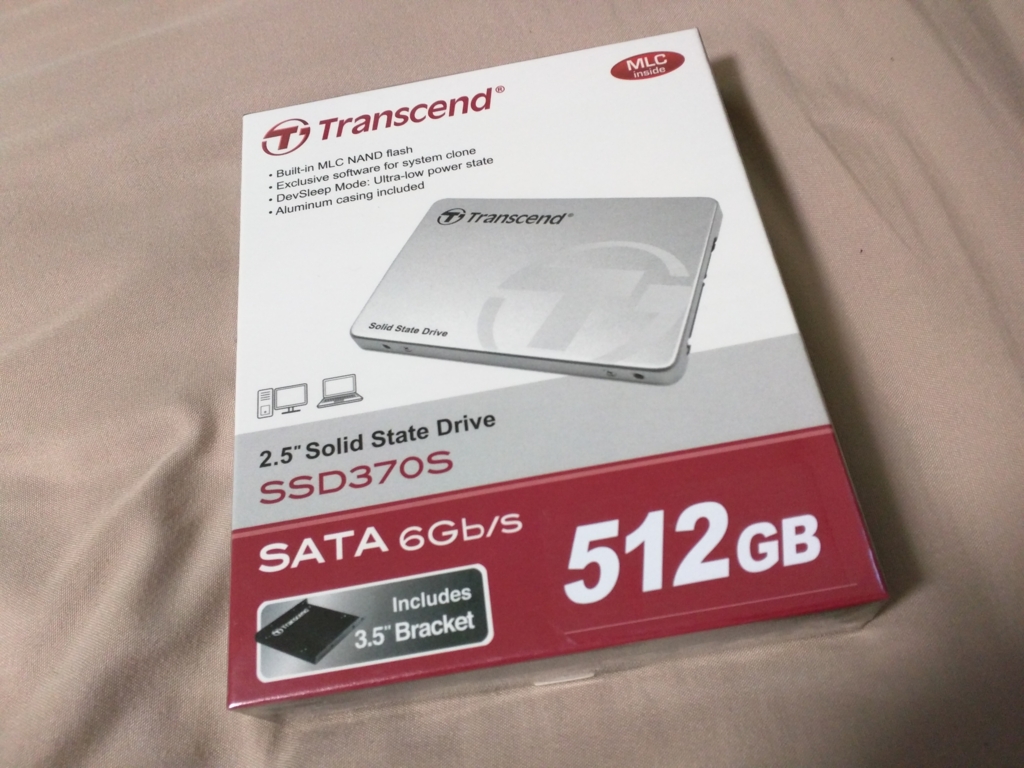 MLC
inside
Transcend®
• Built-in MLC NAND flash
• Exclusive software for system clone
• DevSleep Mode: Ultra-low power state
• Aluminum casing included
Transcend®
Solid State Drive
2.5" Solid State Drive
SSD370S
SATA 6Gb/s
512GB
Includes
3.5" Bracket
Transcend